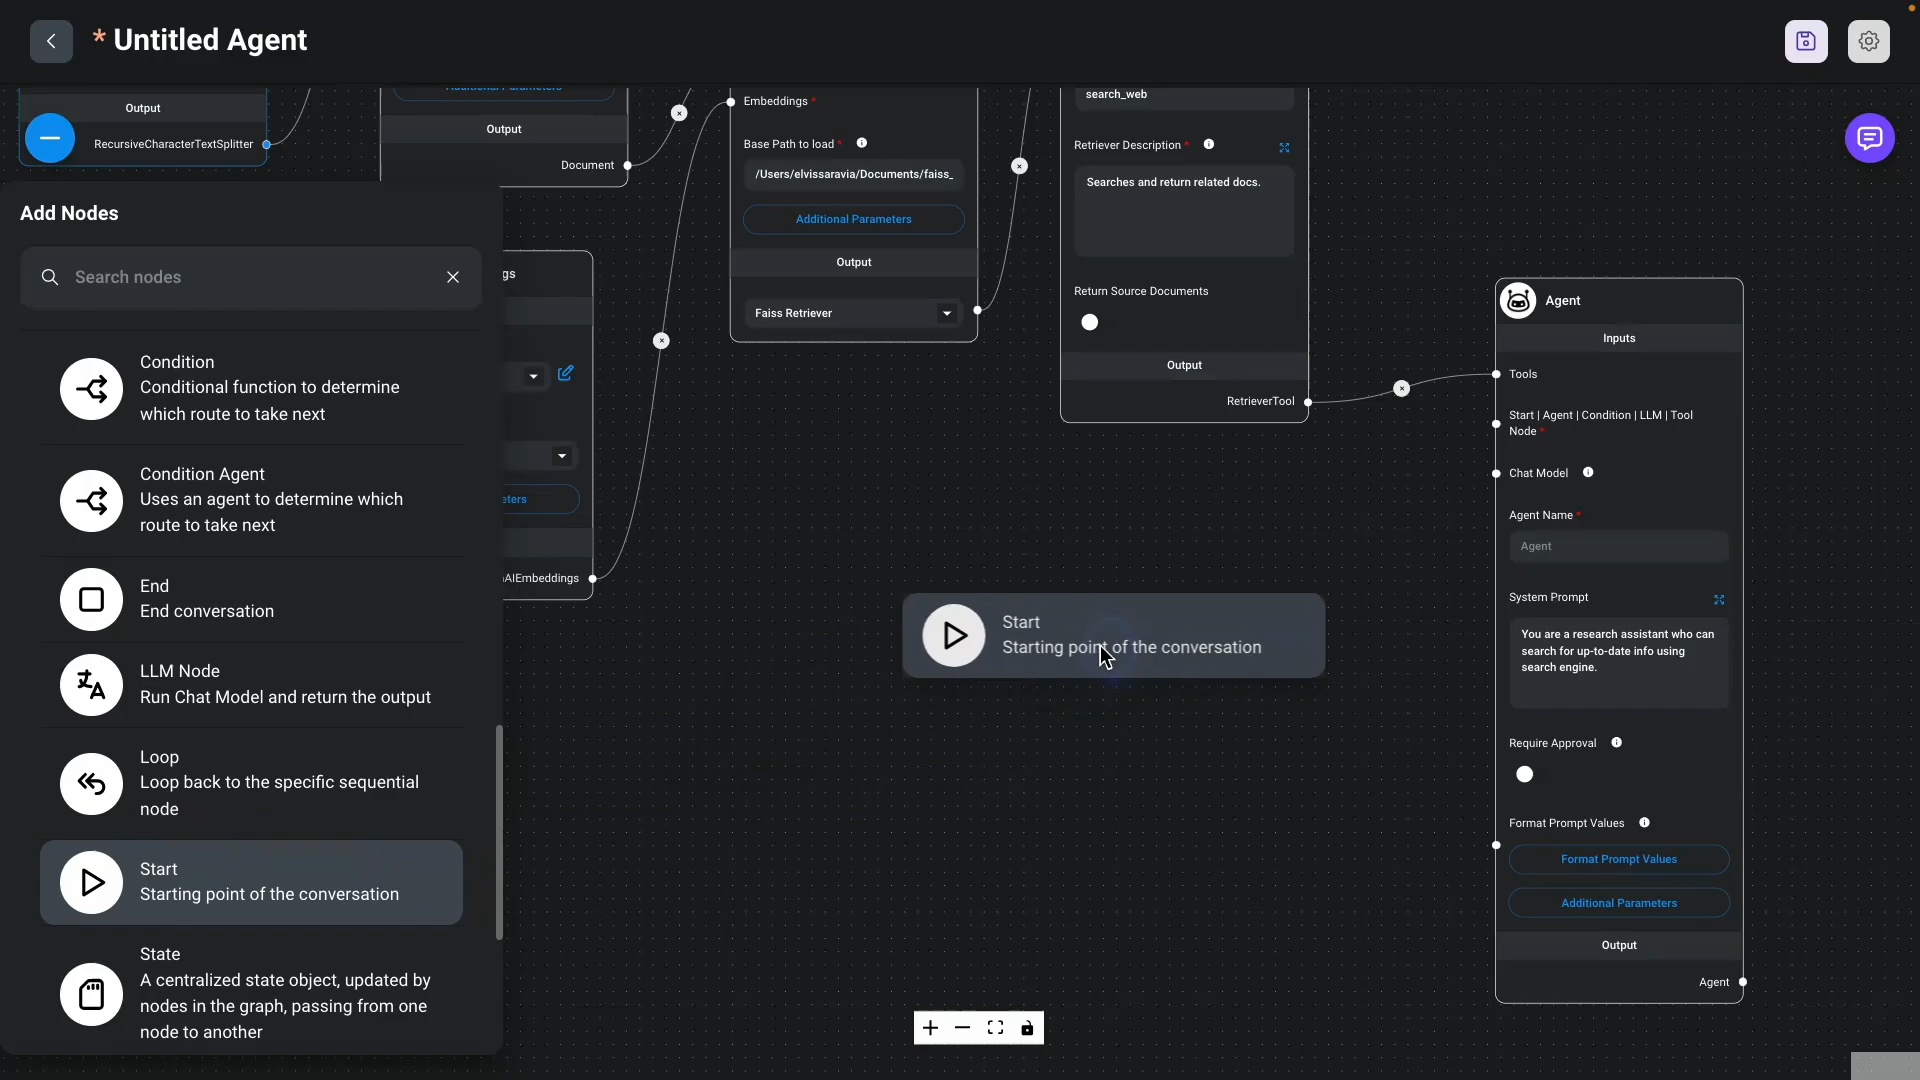 * Untitled Agent
Output
RecursiveCharacterTextSplitter
Additional Parameters
Output
Document
Embeddings *
Base Path to load *
/Users/elvissaravia/Documents/faiss_
Additional Parameters
Output
Faiss Retriever
search_web
Retriever Description *
Searches and return related docs.
Return Source Documents
Output
RetrieverTool
Add Nodes
Search nodes
Condition
Conditional function to determine
which route to take next
Condition Agent
Uses an agent to determine which
route to take next
End
End conversation
LLM Node
Run Chat Model and return the output
Loop
Loop back to the specific sequential
node
Start
Starting point of the conversation
State
A centralized state object, updated by
nodes in the graph, passing from one
node to another
gs
eters
AIEmbeddings
Start
Starting point of the conversation
Agent
Inputs
Tools
Start | Agent | Condition | LLM | Tool
Node *
Chat Model
Agent Name *
Agent
System Prompt
You are a research assistant who can
search for up-to-date info using
search engine.
Require Approval
Format Prompt Values
Format Prompt Values
Additional Parameters
Output
Agent